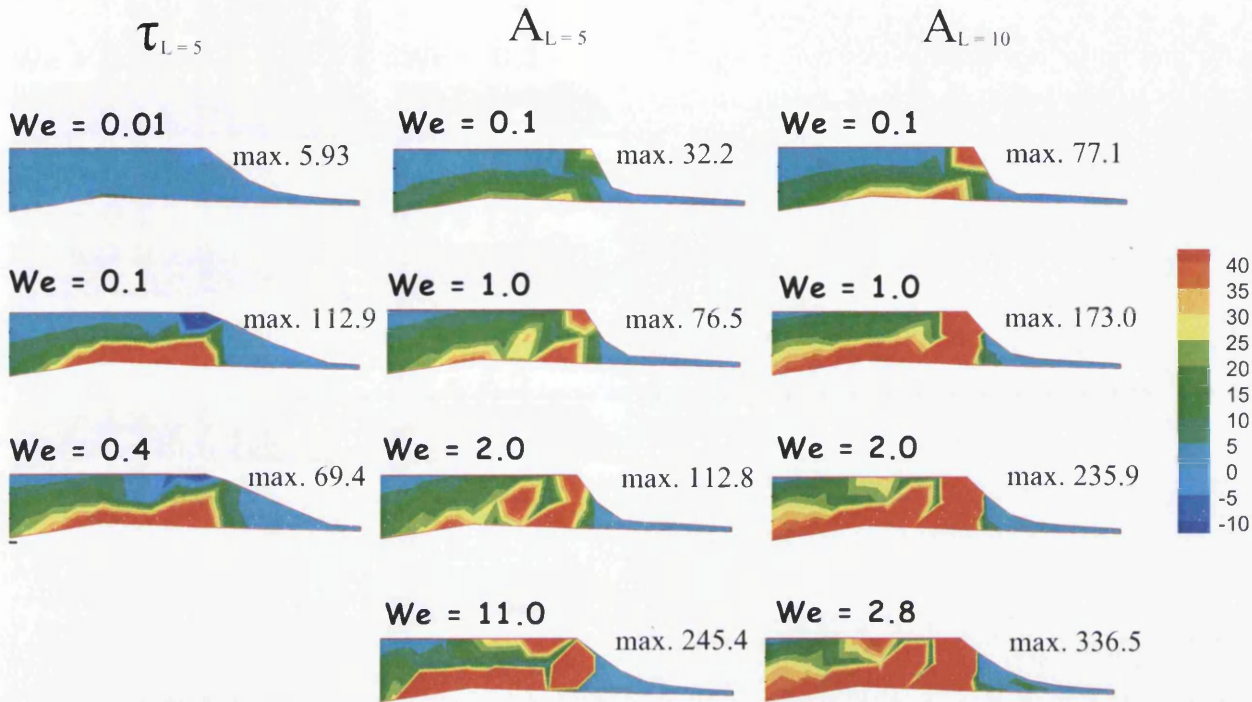 τ L = 5
A L = 5
A L = 10
We = 0.01
max. 5.93
We = 0.1
max. 32.2
We = 0.1
max. 77.1
We = 0.1
max. 112.9
We = 1.0
max. 76.5
We = 1.0
max. 173.0
We = 0.4
max. 69.4
We = 2.0
max. 112.8
We = 2.0
max. 235.9
We = 11.0
max. 245.4
We = 2.8
max. 336.5
40
35
30
25
20
15
10
5
0
-5
-10